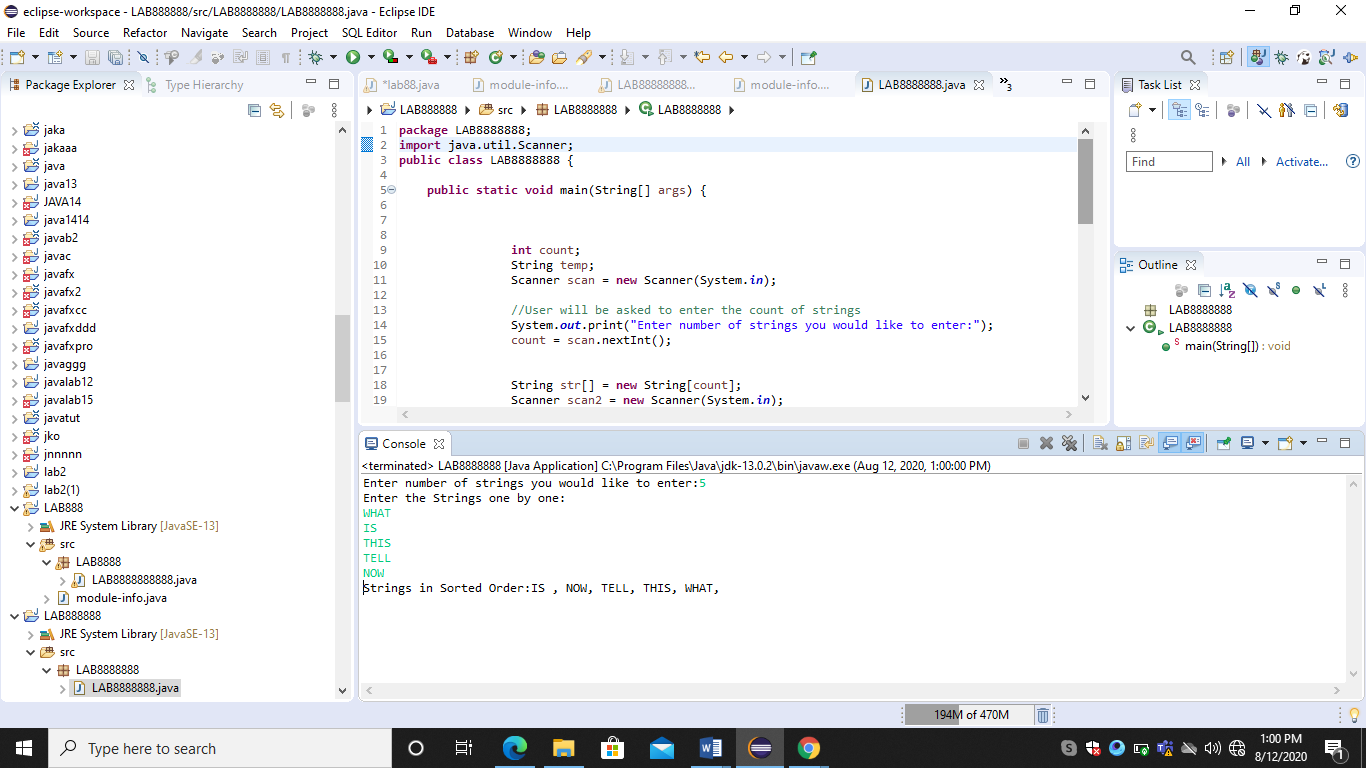 eclipse-workspace - LAB888888/src/LAB8888888/LAB8888888.java - Eclipse IDE
File Edit Source Refactor Navigate Search Project SQL Editor Run Database Window Help
Package Explorer Type Hierarchy
jaka
jakaaa
java
java13
JAVA14
java1414
javab2
javac
javafx
javafx2
javafxcc
javafxddd
javafxpro
javaggg
javalab12
javalab15
javatut
jko
jnnnnn
lab2
lab2(1)
LAB888
JRE System Library [JavaSE-13]
src
LAB8888
LAB8888888888.java
module-info.java
LAB888888
JRE System Library [JavaSE-13]
src
LAB8888888
LAB8888888.java
*lab88.java module-info.... LAB88888888... module-info.... LAB8888888.java »3
LAB888888 src LAB8888888 LAB8888888
1 package LAB8888888;
2 import java.util.Scanner;
3 public class LAB8888888 {
4
5 public static void main(String[] args) {
6
7
8
9 int count;
10 String temp;
11 Scanner scan = new Scanner(System.in);
12
13 //User will be asked to enter the count of strings
14 System.out.print("Enter number of strings you would like to enter:");
15 count = scan.nextInt();
16
17
18 String str[] = new String[count];
19 Scanner scan2 = new Scanner(System.in);
Console
<terminated> LAB8888888 [Java Application] C:\Program Files\Java\jdk-13.0.2\bin\javaw.exe (Aug 12, 2020, 1:00:00 PM)
Enter number of strings you would like to enter:5
Enter the Strings one by one:
WHAT
IS
THIS
TELL
NOW
Strings in Sorted Order:IS , NOW, TELL, THIS, WHAT,
Task List
Find All Activate...
Outline
LAB8888888
LAB8888888
main(String[]) : void
194M of 470M
Type here to search
1:00 PM
8/12/2020
1